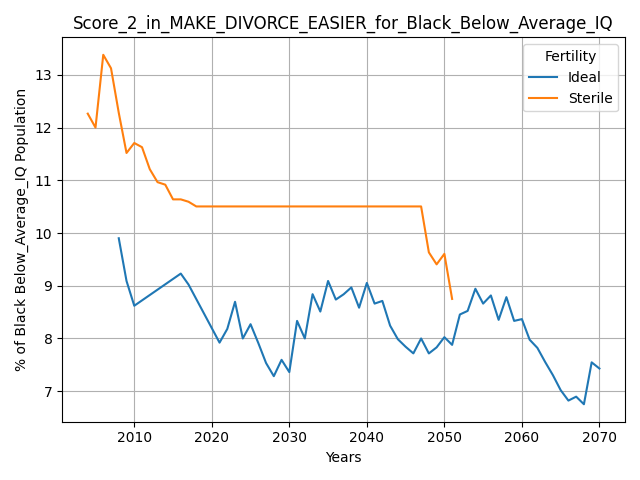 Score_2_in_MAKE_DIVORCE_EASIER_for_Black_Below_Average_IQ
Fertility
Ideal
Sterile
% of Black Below_Average_IQ Population
13
12
11
10
9
8
7
2010
2020
2030
2040
2050
2060
2070
Years